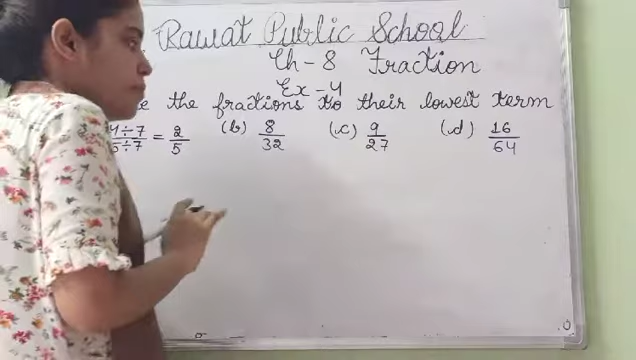 Rawat Public School
Ch-8 Fraction
Ex-4
the fractions to their lowest term
4÷7/5÷7 = 2/5 (b) 8/32 (c) 9/27 (d) 16/64